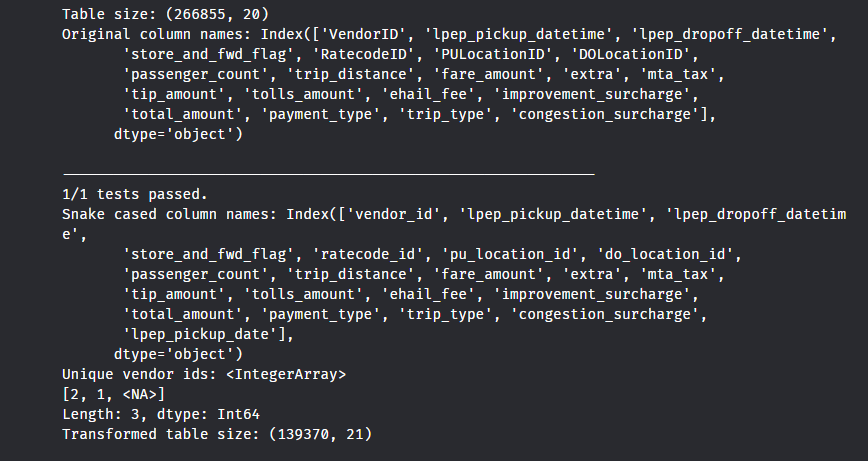 Table size: (266855, 20)
Original column names: Index(['VendorID', 'lpep_pickup_datetime', 'lpep_dropoff_datetime',
'store_and_fwd_flag', 'RatecodeID', 'PULocationID', 'DOLocationID',
'passenger_count', 'trip_distance', 'fare_amount', 'extra', 'mta_tax',
'tip_amount', 'tolls_amount', 'ehail_fee', 'improvement_surcharge',
'total_amount', 'payment_type', 'trip_type', 'congestion_surcharge'],
dtype='object')
1/1 tests passed.
Snake cased column names: Index(['vendor_id', 'lpep_pickup_datetime', 'lpep_dropoff_datetim
e',
'store_and_fwd_flag', 'ratecode_id', 'pu_location_id', 'do_location_id',
'passenger_count', 'trip_distance', 'fare_amount', 'extra', 'mta_tax',
'tip_amount', 'tolls_amount', 'ehail_fee', 'improvement_surcharge',
'total_amount', 'payment_type', 'trip_type', 'congestion_surcharge',
'lpep_pickup_date'],
dtype='object')
Unique vendor ids: <IntegerArray>
[2, 1, <NA>]
Length: 3, dtype: Int64
Transformed table size: (139370, 21)